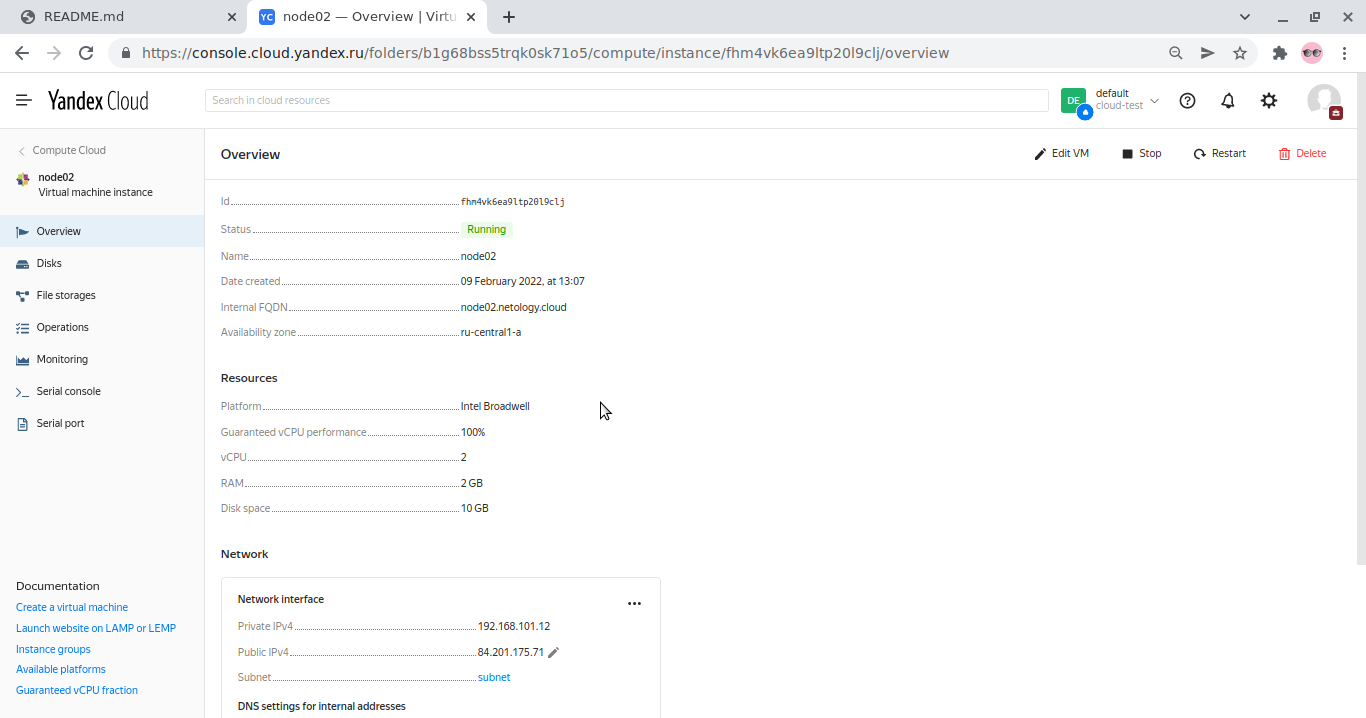 README.md
YC node02 — Overview | Virtu
https://console.cloud.yandex.ru/folders/b1g68bss5trqk0sk71o5/compute/instance/fhm4vk6ea9ltp20l9clj/overview
Yandex Cloud
Search in cloud resources
DE
default
cloud-test
Compute Cloud
node02
Virtual machine instance
Overview
Disks
File storages
Operations
Monitoring
Serial console
Serial port
Documentation
Create a virtual machine
Launch website on LAMP or LEMP
Instance groups
Available platforms
Guaranteed vCPU fraction
Overview
Edit VM
Stop
Restart
Delete
Id fhm4vk6ea9ltp20l9clj
Status Running
Name node02
Date created 09 February 2022, at 13:07
Internal FQDN node02.netology.cloud
Availability zone ru-central1-a
Resources
Platform Intel Broadwell
Guaranteed vCPU performance 100%
vCPU 2
RAM 2 GB
Disk space 10 GB
Network
Network interface
Private IPv4 192.168.101.12
Public IPv4 84.201.175.71
Subnet subnet
DNS settings for internal addresses